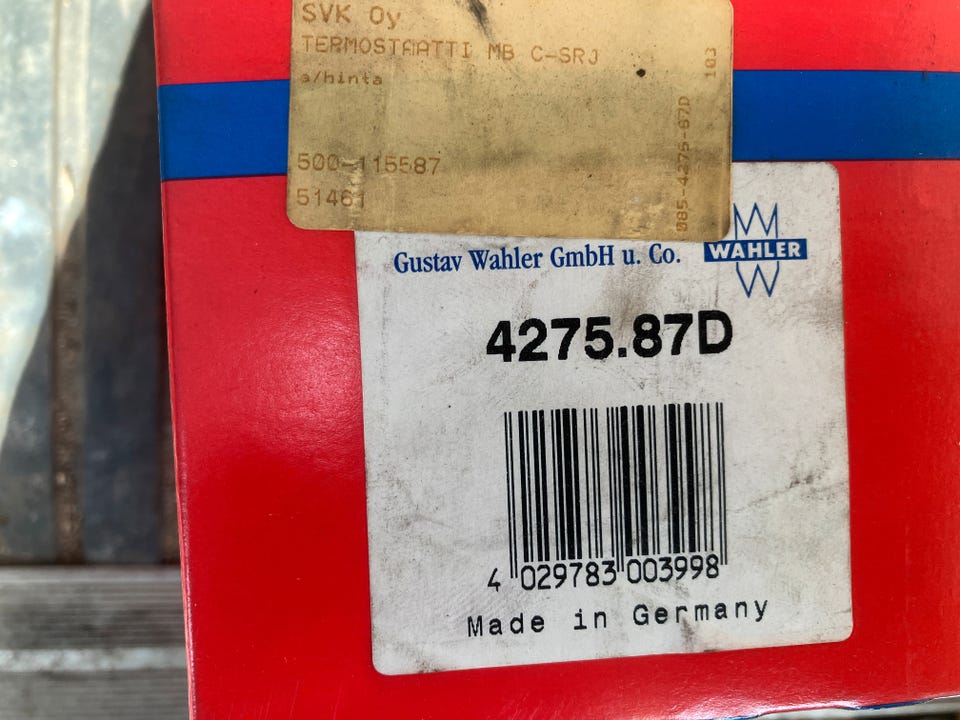 SVK Oy
TERMOSTAATTI MB C-SRJ
a/hinta
103
500-115587
51461
085-4275-87D
Gustav Wahler GmbH u. Co.
WAHLER
4275.87D
4 029783 003998
Made in Germany